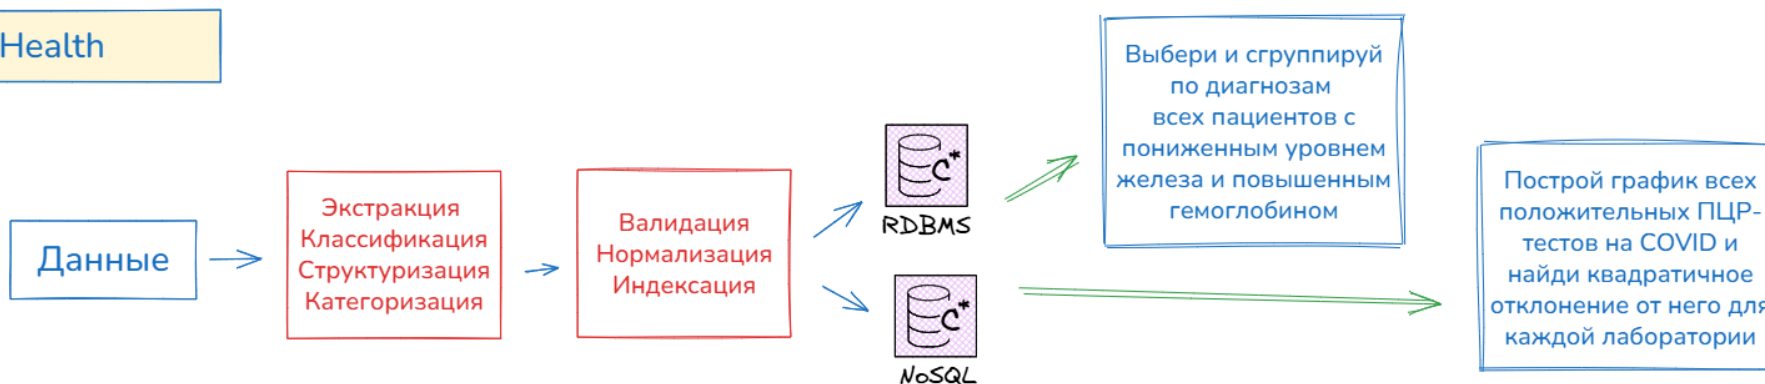 Health
Данные
Экстракция
Классификация
Структуризация
Категоризация
Валидация
Нормализация
Индексация
C*
RDBMS
C*
NoSQL
Выбери и сгруппируй
по диагнозам
всех пациентов с
пониженным уровнем
железа и повышенным
гемоглобином
Построй график всех
положительных ПЦР-
тестов на COVID и
найди квадратичное
отклонение от него для
каждой лаборатории